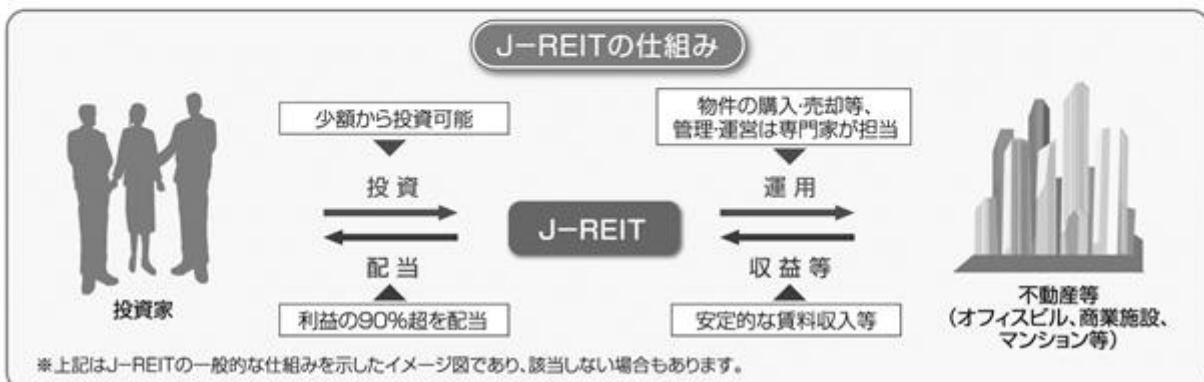 J−REITの仕組み
少額から投資可能
物件の購入・売却等、
管理・運営は専門家が担当
投資
運用
J−REIT
配当
収益等
投資家
利益の90%超を配当
安定的な賃料収入等
不動産等
(オフィスビル、商業施設、
マンション等)
※上記はJ−REITの一般的な仕組みを示したイメージ図であり、該当しない場合もあります。